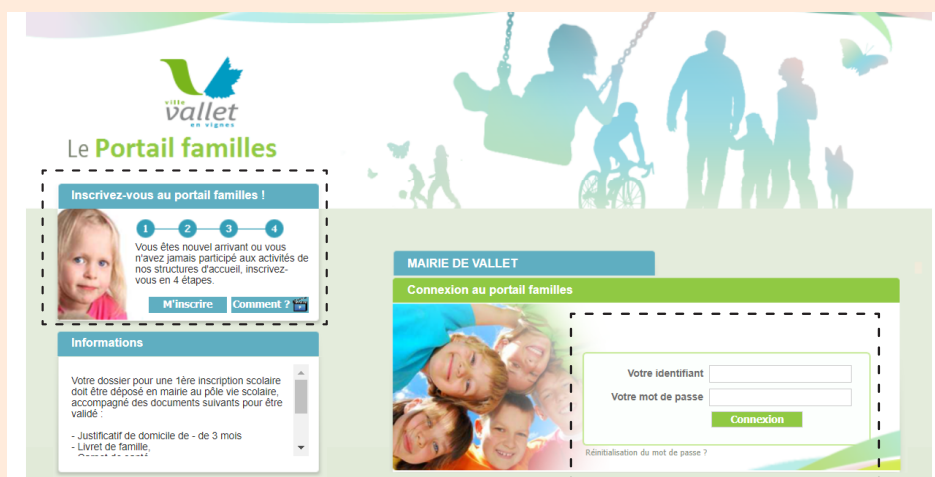 ville
vallet
en vignes
Le Portail familles
Inscrivez-vous au portail familles !
1 2 3 4
Vous êtes nouvel arrivant ou vous
n'avez jamais participé aux activités de
nos structures d'accueil, inscrivez-
vous en 4 étapes.
M'inscrire Comment ?
Informations
Votre dossier pour une 1ère inscription scolaire
doit être déposé en mairie au pôle vie scolaire,
accompagné des documents suivants pour être
validé :
- Justificatif de domicile de - de 3 mois
- Livret de famille,
- Carnet de santé
MAIRIE DE VALLET
Connexion au portail familles
Votre identifiant
Votre mot de passe
Connexion
Réinitialisation du mot de passe ?